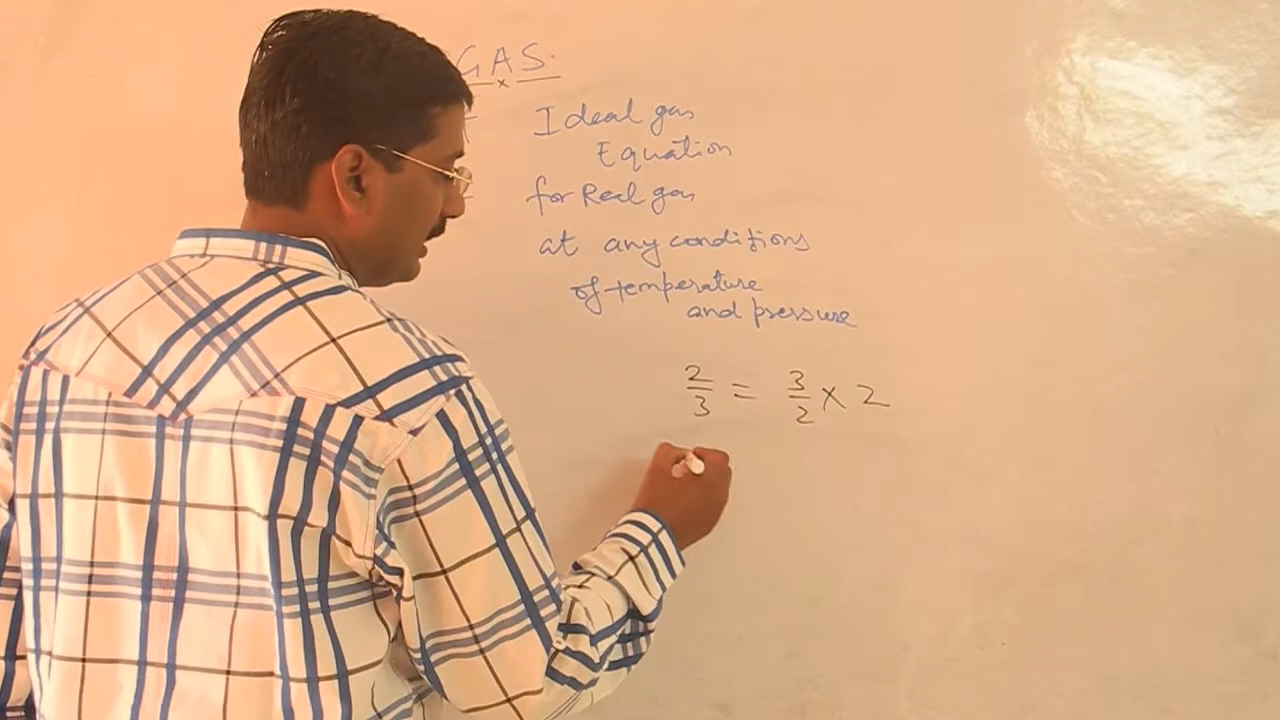 GAS.
Ideal gas
Equation
for Real gas
at any conditions
of temperature
and pressure
2/3 = 3/2 × 2